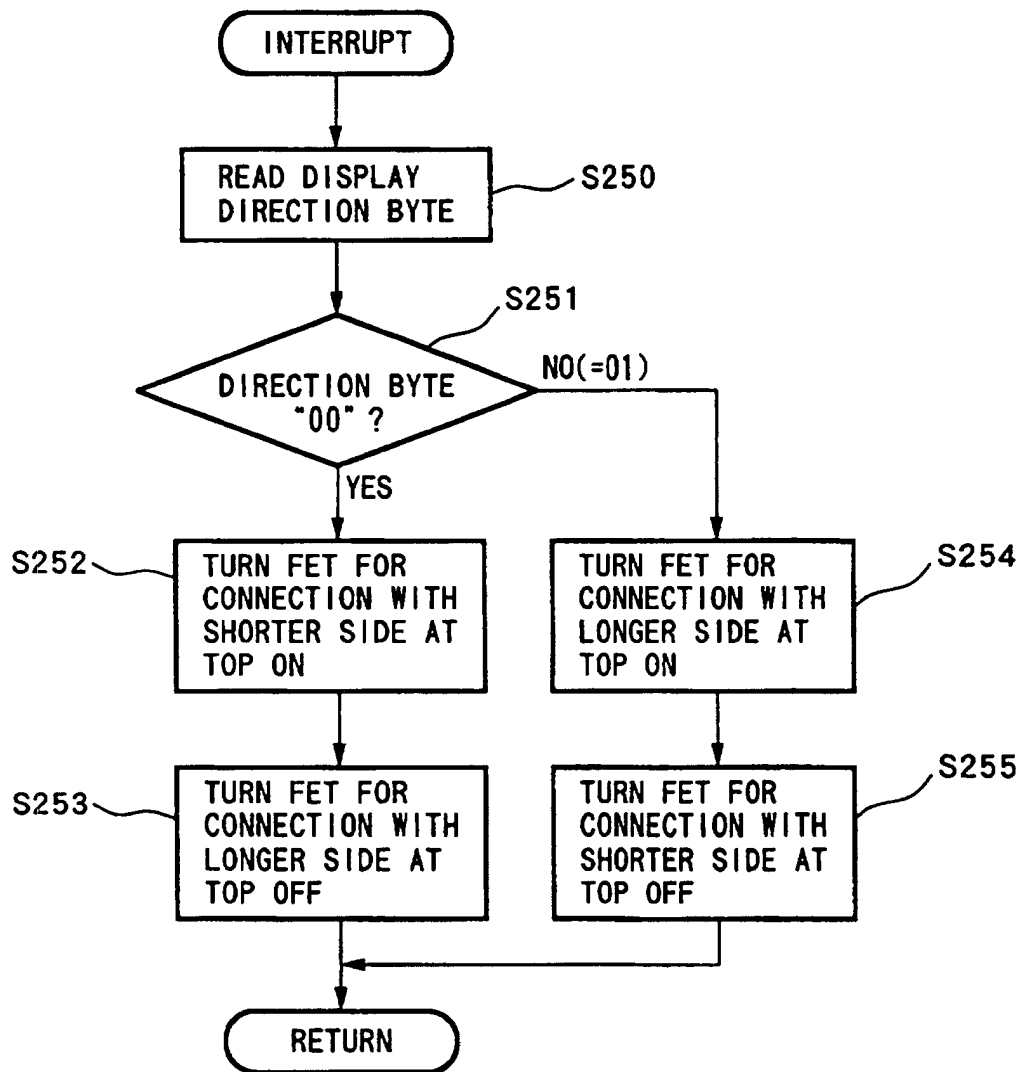 INTERRUPT
READ DISPLAY
DIRECTION BYTE
S250
S251
DIRECTION BYTE
"00" ?
NO(=01)
YES
S252
TURN FET FOR
CONNECTION WITH
SHORTER SIDE AT
TOP ON
S254
TURN FET FOR
CONNECTION WITH
LONGER SIDE AT
TOP ON
S253
TURN FET FOR
CONNECTION WITH
LONGER SIDE AT
TOP OFF
S255
TURN FET FOR
CONNECTION WITH
SHORTER SIDE AT
TOP OFF
RETURN